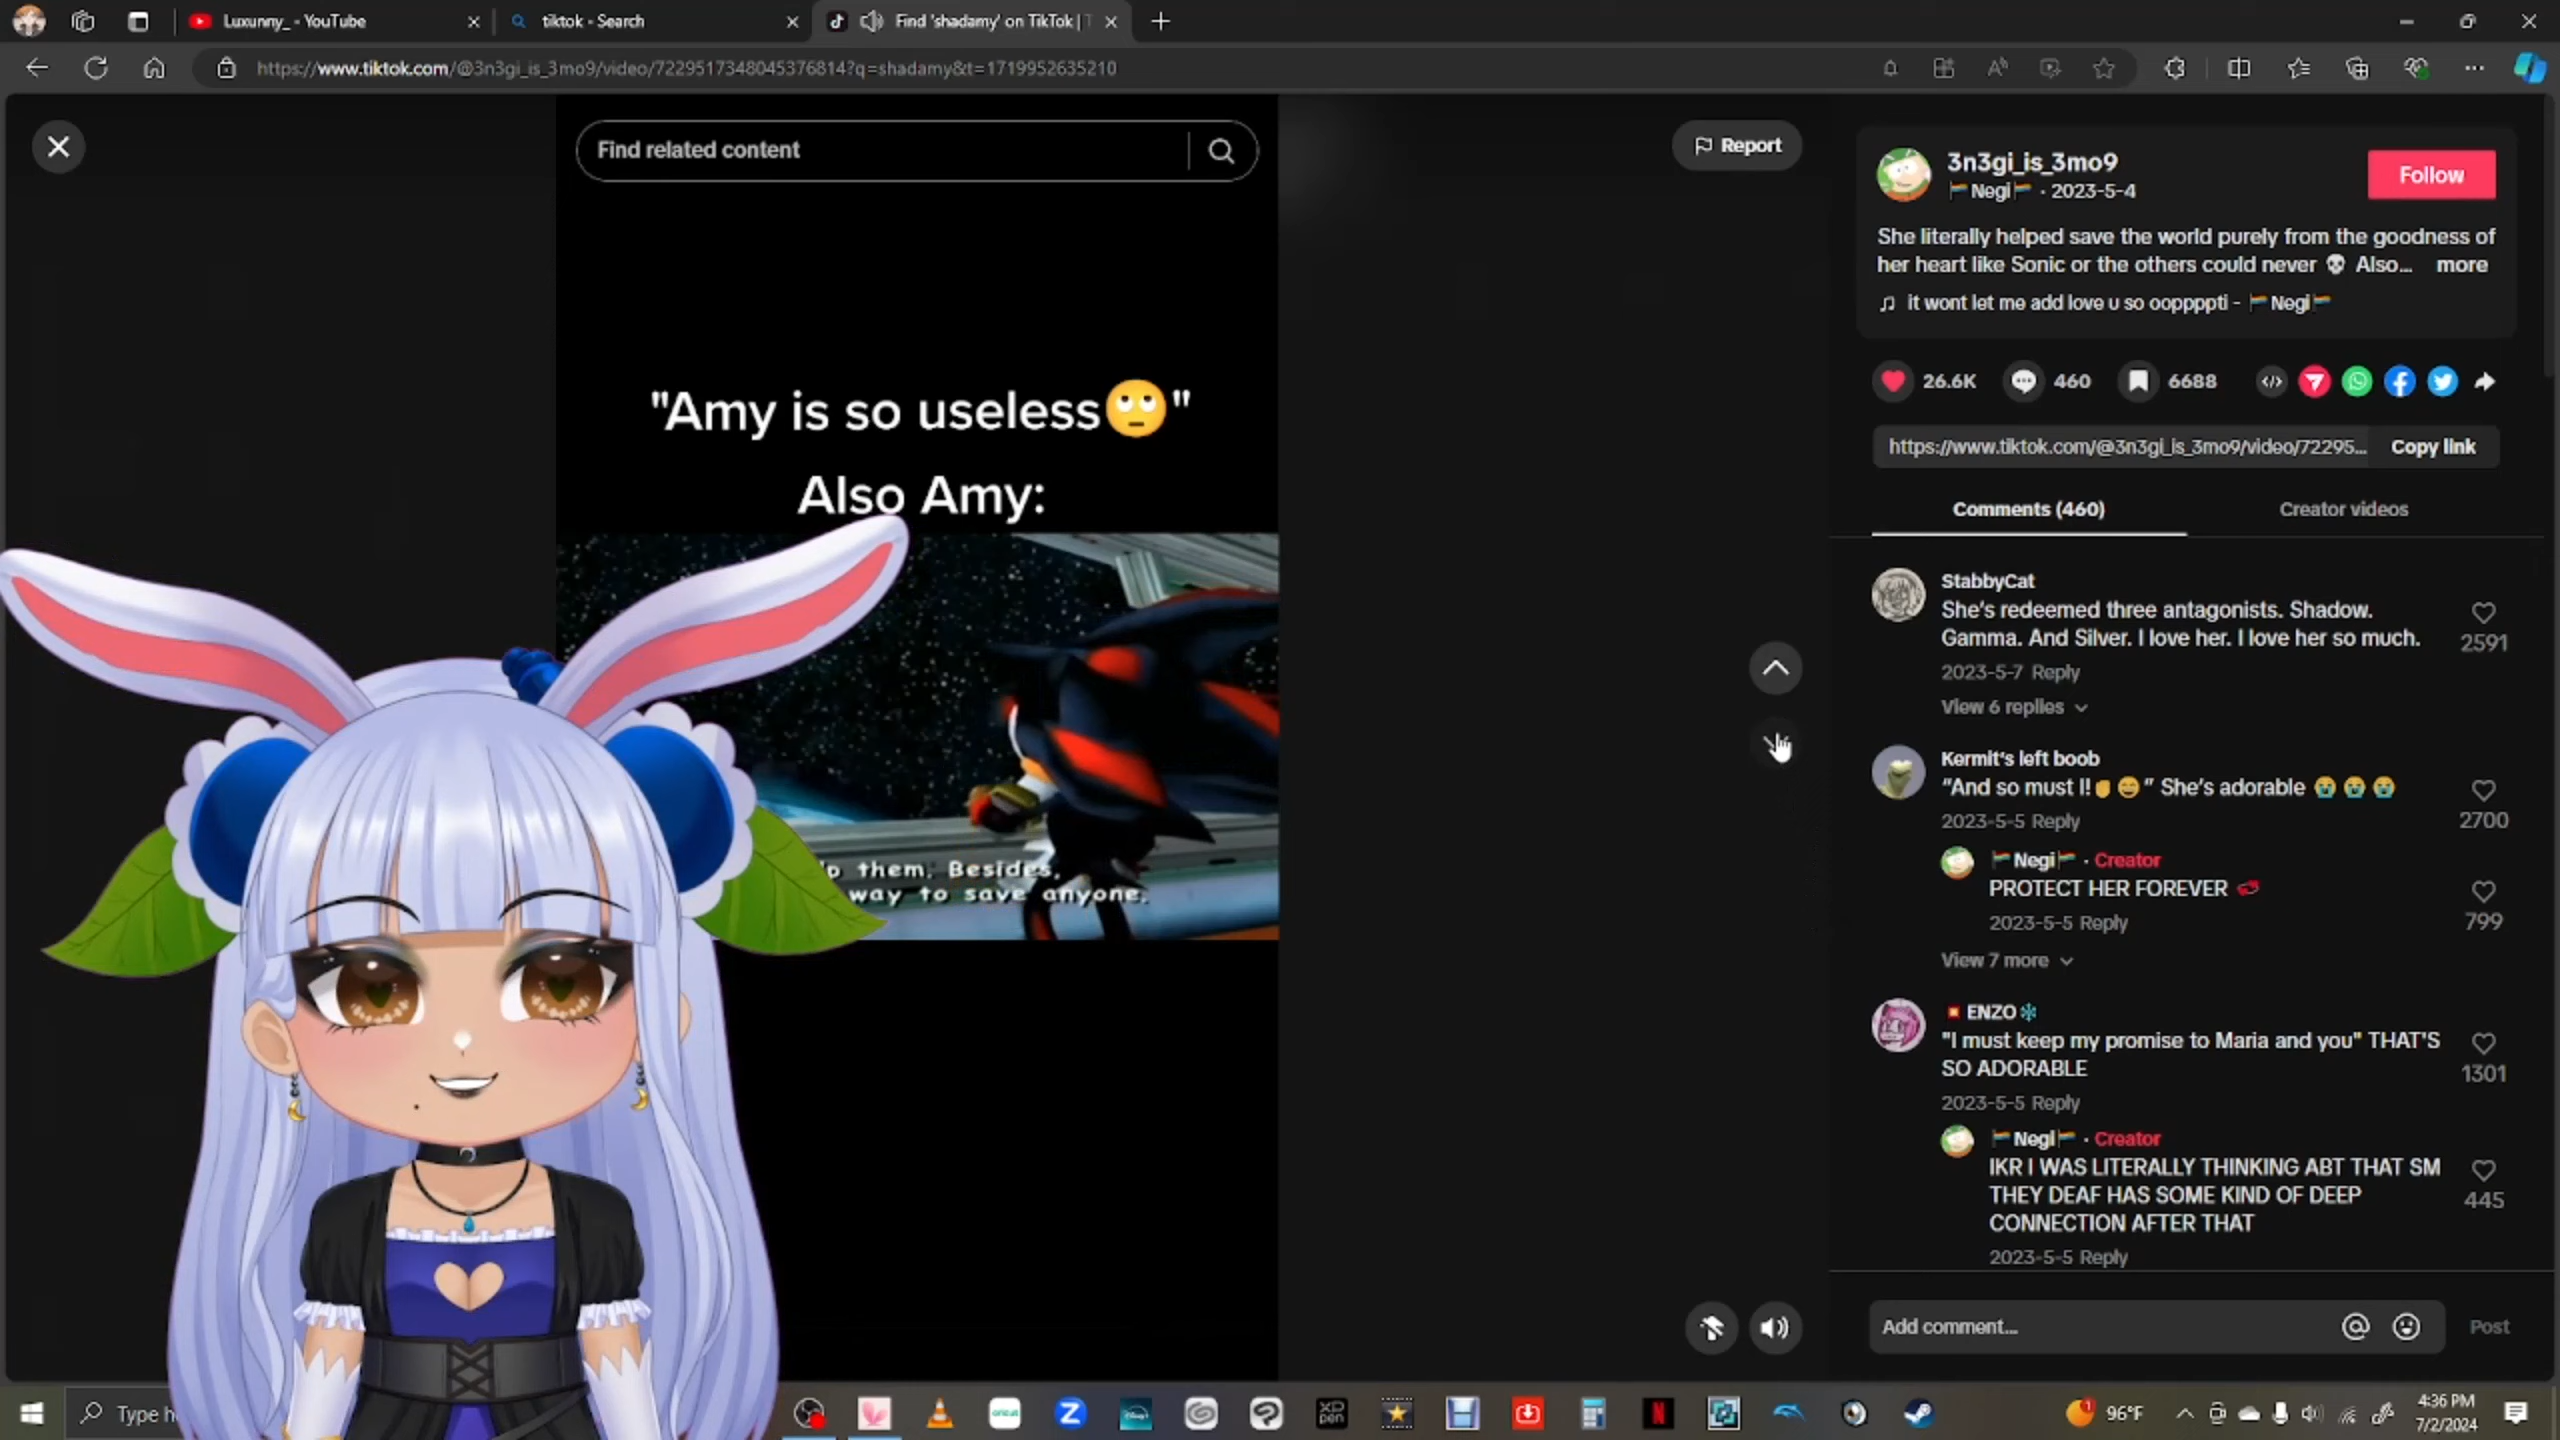 Luxunny_ - YouTube
tiktok - Search
Find 'shadamy' on TikTok | T
https://www.tiktok.com/@3n3gi_is_3mo9/video/7229517348045376814?q=shadamy&t=1719952635210
Find related content
Report
"Amy is so useless🙄"
Also Amy:
p them. Besides,
way to save anyone.
3n3gi_is_3mo9
🏴Negi🏴 · 2023-5-4
Follow
She literally helped save the world purely from the goodness of
her heart like Sonic or the others could never 💀 Also... more
♫ it wont let me add love u so ooppppti - 🏴Negi🏴
26.6K
460
6688
https://www.tiktok.com/@3n3gi_is_3mo9/video/72295...
Copy link
Comments (460)
Creator videos
StabbyCat
She's redeemed three antagonists. Shadow.
Gamma. And Silver. I love her. I love her so much.
2591
2023-5-7 Reply
View 6 replies
Kermit's left boob
"And so must I!✊😄" She's adorable 😭😭😭
2700
2023-5-5 Reply
🏴Negi🏴 · Creator
PROTECT HER FOREVER 💞
799
2023-5-5 Reply
View 7 more
ENZO❄
"I must keep my promise to Maria and you" THAT'S
SO ADORABLE
1301
2023-5-5 Reply
🏴Negi🏴 · Creator
IKR I WAS LITERALLY THINKING ABT THAT SM
THEY DEAF HAS SOME KIND OF DEEP
CONNECTION AFTER THAT
445
2023-5-5 Reply
Add comment...
Post
Type h
cricut
Disney+
XP
pen
96°F
4:36 PM
7/2/2024